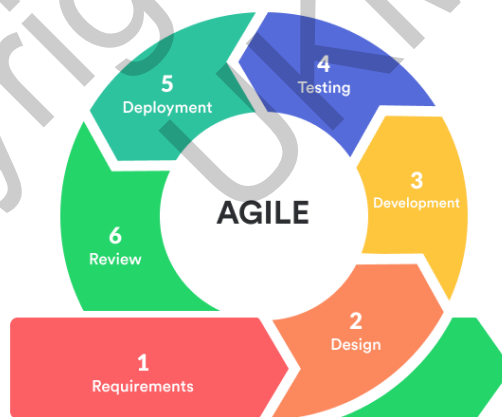 AGILE
1
Requirements
2
Design
3
Development
4
Testing
5
Deployment
6
Review